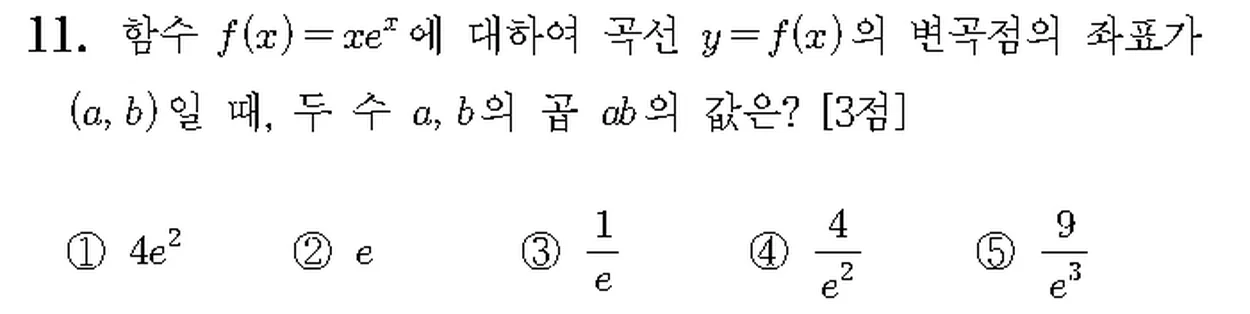 11. 함수 f(x)=xe^x 에 대하여 곡선 y=f(x)의 변곡점의 좌표가
(a, b)일 때, 두 수 a, b의 곱 ab의 값은? [3점]
① 4e^2 ② e ③ 1/e ④ 4/e^2 ⑤ 9/e^3